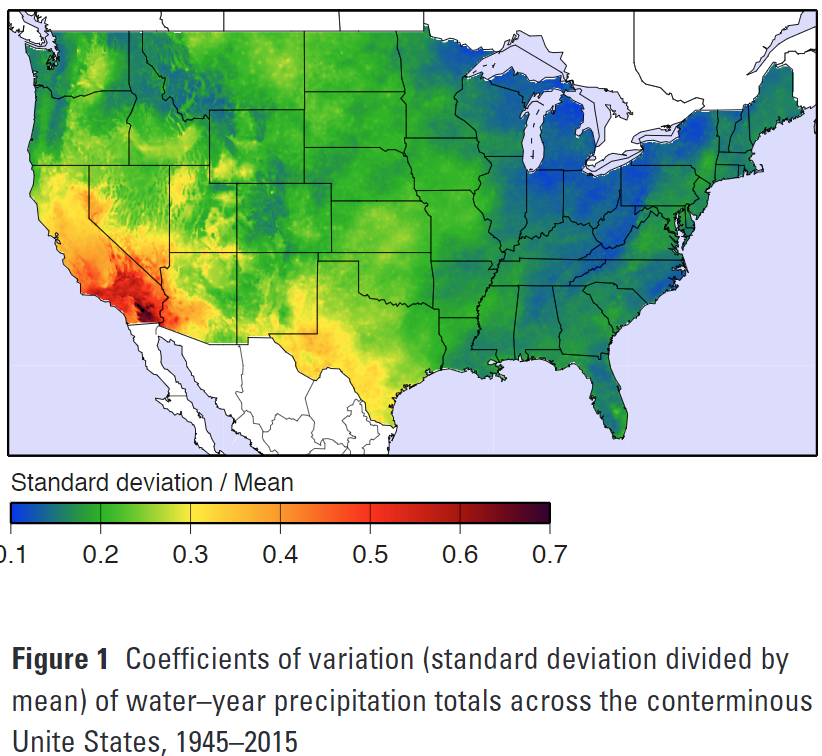 Standard deviation / Mean
0.1 0.2 0.3 0.4 0.5 0.6 0.7
Figure 1 Coefficients of variation (standard deviation divided by
mean) of water–year precipitation totals across the conterminous
Unite States, 1945–2015